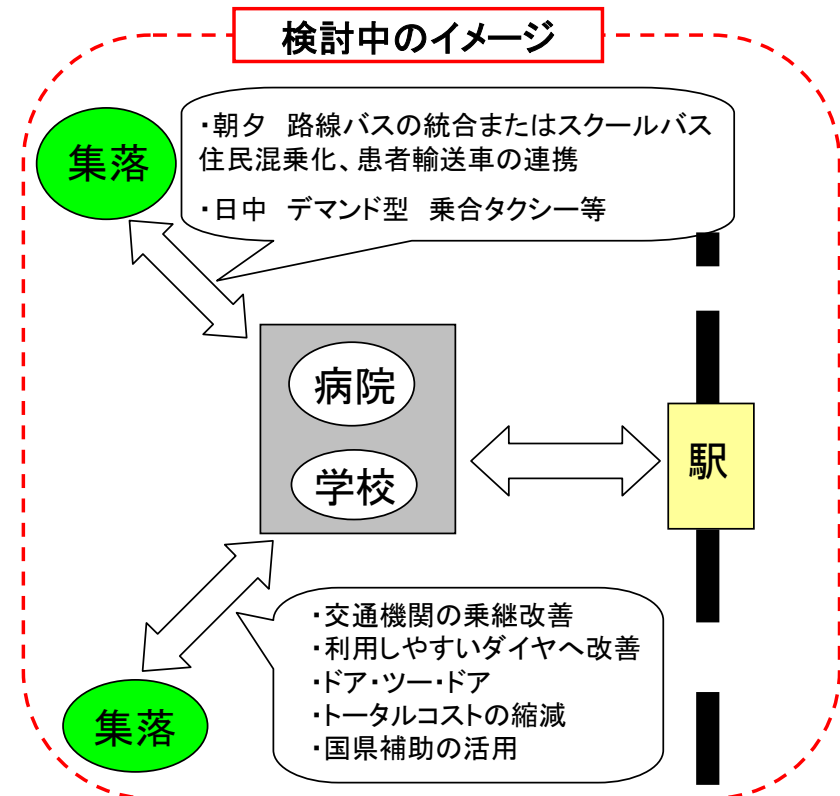 検討中のイメージ
集落
・朝夕　路線バスの統合またはスクールバス
住民混乗化、患者輸送車の連携
・日中　デマンド型　乗合タクシー等
病院
学校
駅
・交通機関の乗継改善
・利用しやすいダイヤへ改善
・ドア・ツー・ドア
・トータルコストの縮減
・国県補助の活用
集落